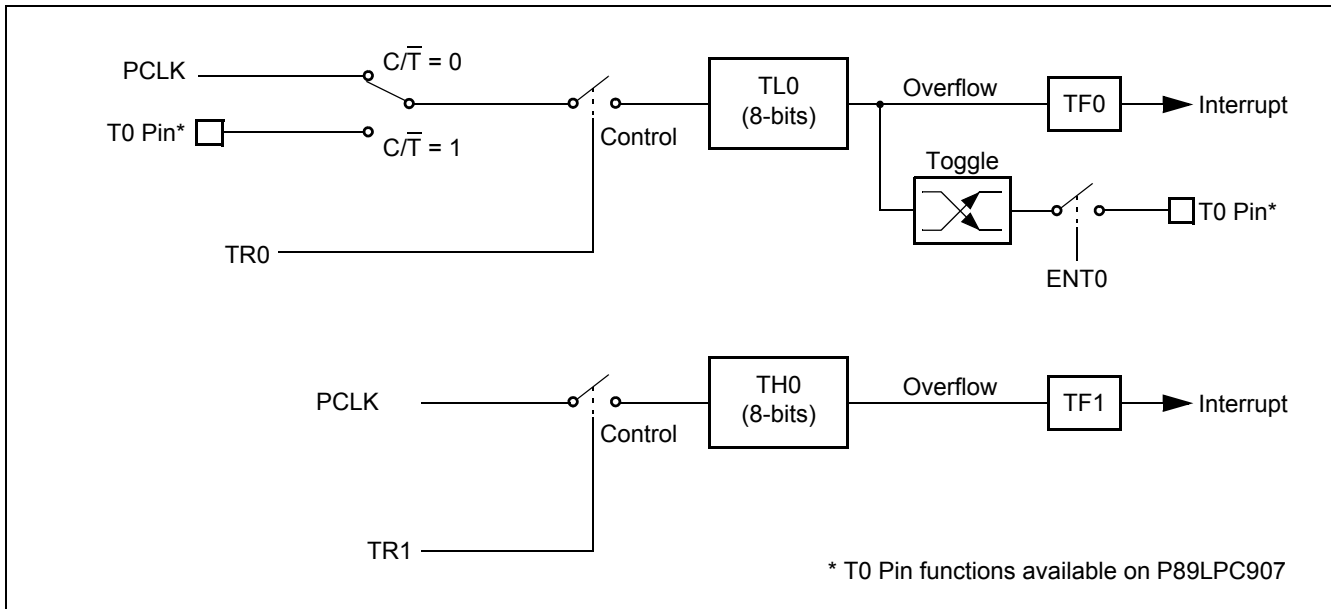 PCLK
C/T̅ = 0
T0 Pin*
C/T̅ = 1
Control
TR0
TL0
(8-bits)
Overflow
TF0
Interrupt
Toggle
T0 Pin*
ENT0
PCLK
Control
TR1
TH0
(8-bits)
Overflow
TF1
Interrupt
* T0 Pin functions available on P89LPC907